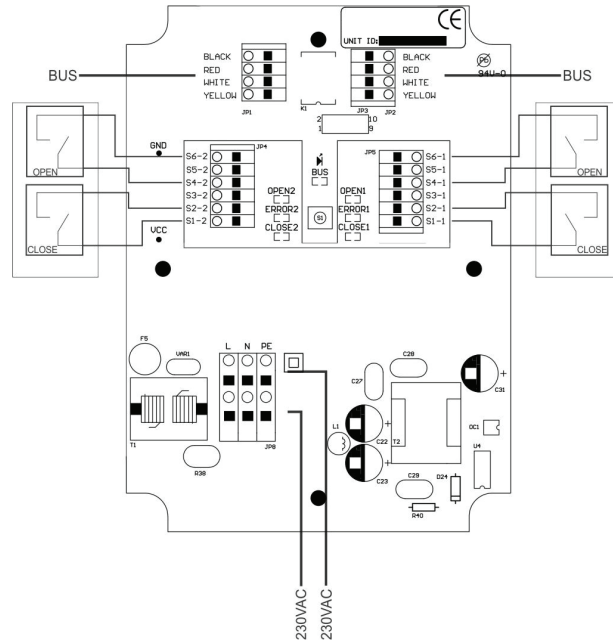 CE
UNIT ID:
BLACK
RED
WHITE
YELLOW
JP1
K1
BLACK
RED
WHITE
YELLOW
JP3 JP2
94V-0
BUS
BUS
2 10
1 9
GND
VCC
OPEN
CLOSE
OPEN
CLOSE
JP4
S6-2
S5-2
S4-2
S3-2
S2-2
S1-2
BUS
OPEN2
ERROR2
CLOSE2
S1
OPEN1
ERROR1
CLOSE1
JP5
S6-1
S5-1
S4-1
S3-1
S2-1
S1-1
F5
VAR1
T1
R38
L N PE
JP8
C28
C27
C31
L1
C22
T2
OC1
U4
C23
C29
D24
R40
230VAC
230VAC